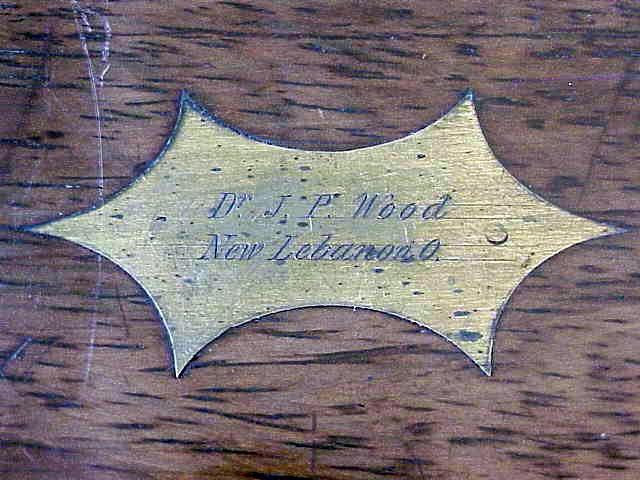 Dr. J. P. Wood
New Lebanon O.